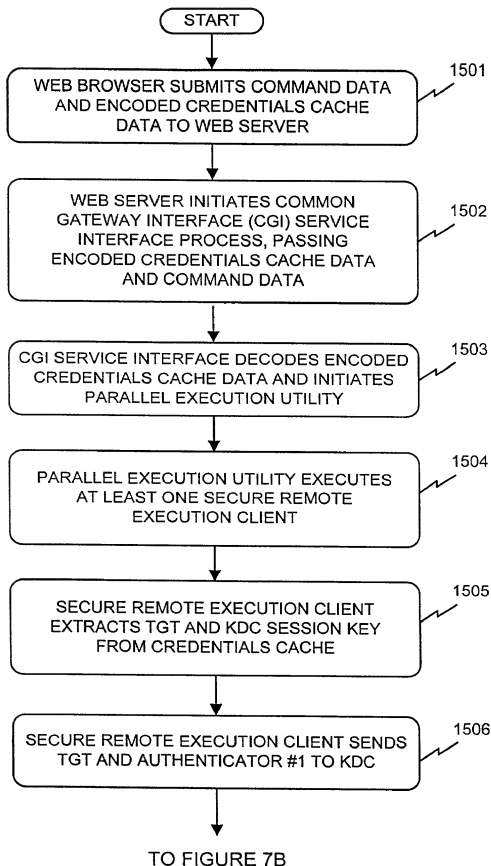 START
1501
WEB BROWSER SUBMITS COMMAND DATA
AND ENCODED CREDENTIALS CACHE
DATA TO WEB SERVER
1502
WEB SERVER INITIATES COMMON
GATEWAY INTERFACE (CGI) SERVICE
INTERFACE PROCESS, PASSING
ENCODED CREDENTIALS CACHE DATA
AND COMMAND DATA
1503
CGI SERVICE INTERFACE DECODES ENCODED
CREDENTIALS CACHE DATA AND INITIATES
PARALLEL EXECUTION UTILITY
1504
PARALLEL EXECUTION UTILITY EXECUTES
AT LEAST ONE SECURE REMOTE
EXECUTION CLIENT
1505
SECURE REMOTE EXECUTION CLIENT
EXTRACTS TGT AND KDC SESSION KEY
FROM CREDENTIALS CACHE
1506
SECURE REMOTE EXECUTION CLIENT SENDS
TGT AND AUTHENTICATOR #1 TO KDC
TO FIGURE 7B